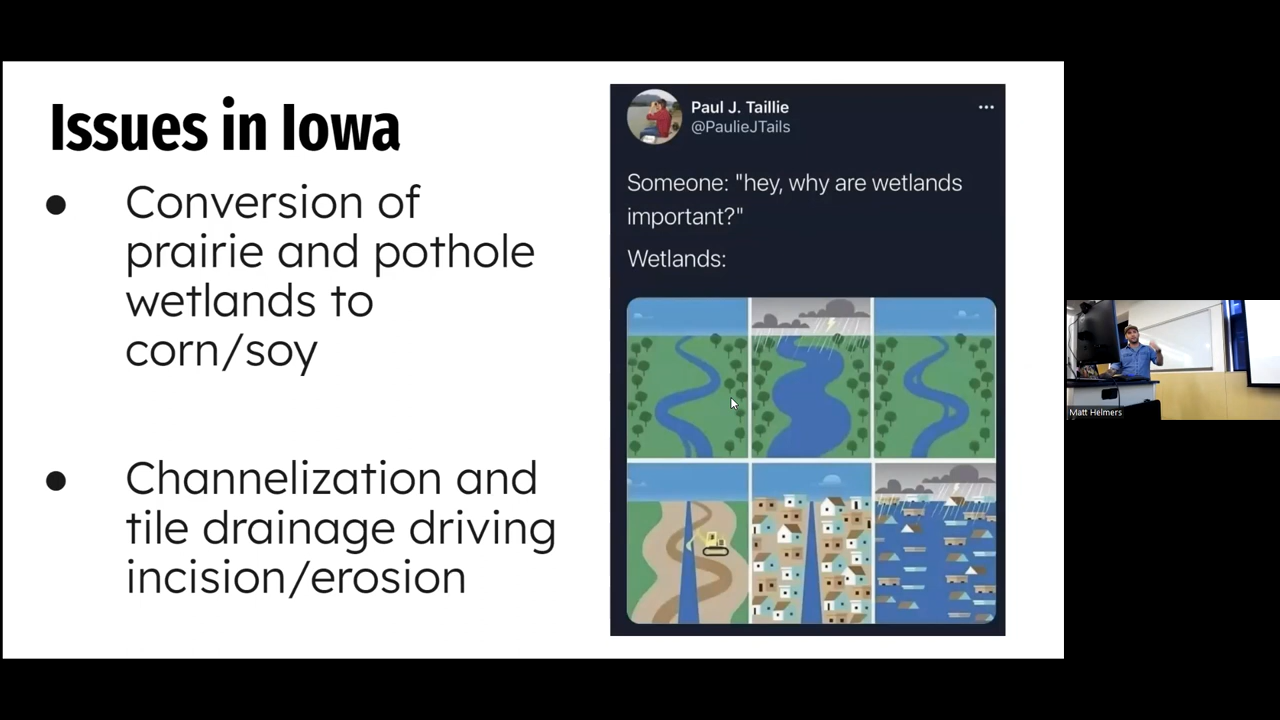 Issues in Iowa
● Conversion of
prairie and pothole
wetlands to
corn/soy
● Channelization and
tile drainage driving
incision/erosion
Paul J. Taillie
@PaulieJTails
Someone: "hey, why are wetlands
important?"
Wetlands:
Matt Helmers